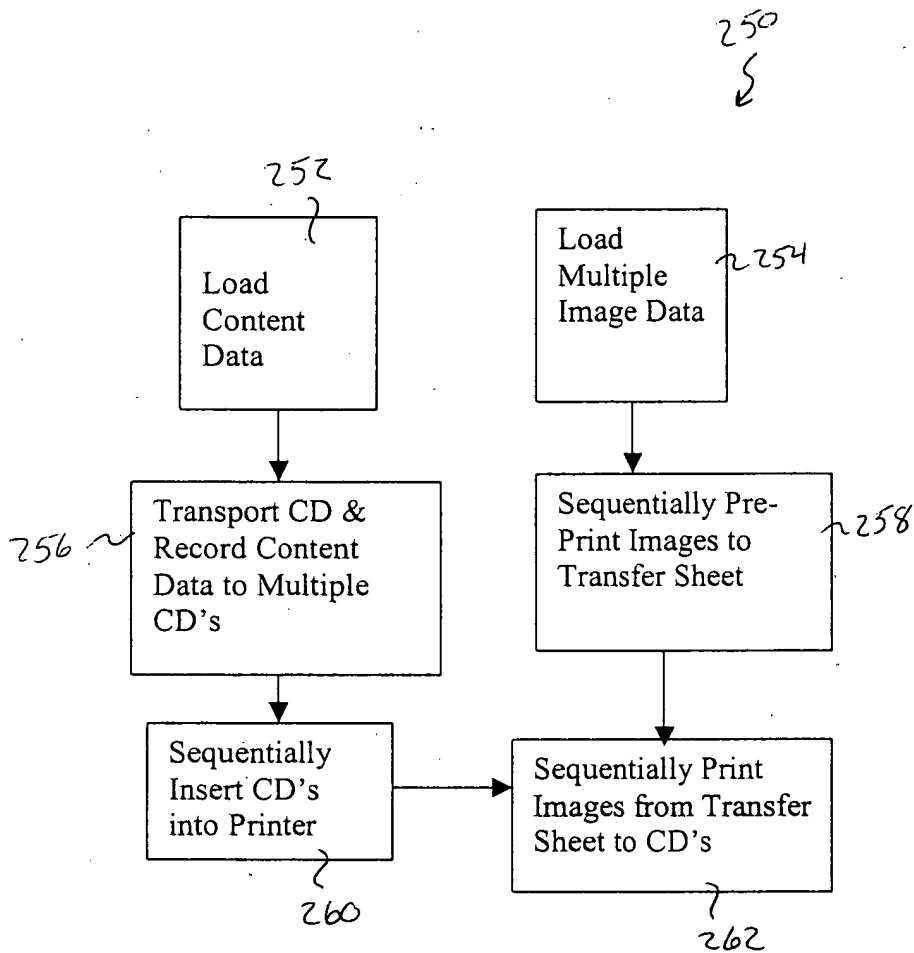 250
252
Load
Content
Data
Load
Multiple
Image Data
254
256
Transport CD &
Record Content
Data to Multiple
CD's
Sequentially Pre-
Print Images to
Transfer Sheet
258
Sequentially
Insert CD's
into Printer
260
Sequentially Print
Images from Transfer
Sheet to CD's
262